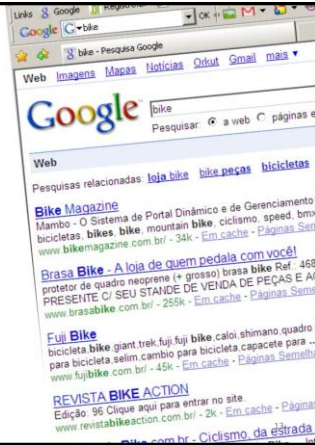 Links Google
OK
Google G bike
bike - Pesquisa Google
Web Imagens Mapas Notícias Orkut Gmail mais ▼
Google bike
Pesquisar: a web páginas e
Web
Pesquisas relacionadas: loja bike bike peças bicicletas
Bike Magazine
Mambo - O Sistema de Portal Dinâmico e de Gerenciamento
bicicletas, bikes, bike, mountain bike, ciclismo, speed, bmx
www.bikemagazine.com.br/ - 34k - Em cache - Páginas Sem
Brasa Bike - A loja de quem pedala com você!
protetor de quadro neoprene (+ grosso) brasa bike Ref.: 468
PRESENTE C/ SEU STANDE DE VENDA DE PEÇAS E A
www.brasabike.com.br/ - 255k - Em cache - Páginas Seme
Fuji Bike
bicicleta,bike,giant,trek,fuji,fuji bike,caloi,shimano,quadro
para bicicleta,selim,cambio para bicicleta,capacete para ..
www.fujibike.com.br/ - 45k - Em cache - Páginas Semelha
REVISTA BIKE ACTION
Edição: 96 Clique aqui para entrar no site.
www.revistabikeaction.com.br/ - 2k - Em cache - Páginas
Bike.com.br - Ciclismo, da estrada